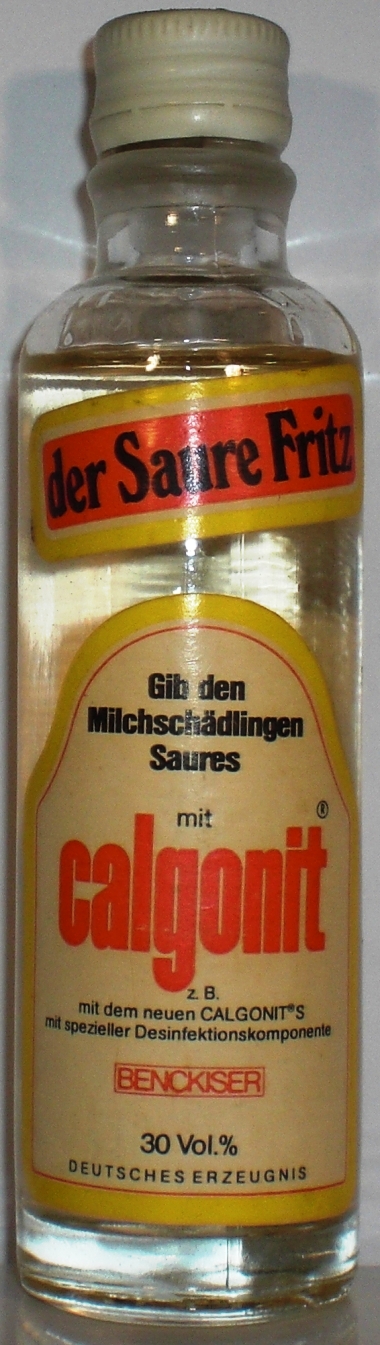 der Saure Fritz
Gib den
Milchschädlingen
Saures
mit
calgonit®
z. B.
mit dem neuen CALGONIT®S
mit spezieller Desinfektionskomponente
BENCKISER
30 Vol.%
DEUTSCHES ERZEUGNIS